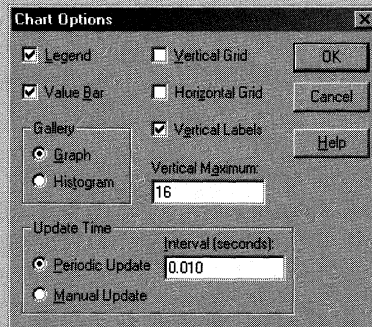 Chart Options
Legend
Vertical Grid
OK
Value Bar
Horizontal Grid
Cancel
Gallery
Vertical Labels
Help
Graph
Histogram
Vertical Maximum:
16
Update Time
Interval (seconds):
Periodic Update
0.010
Manual Update